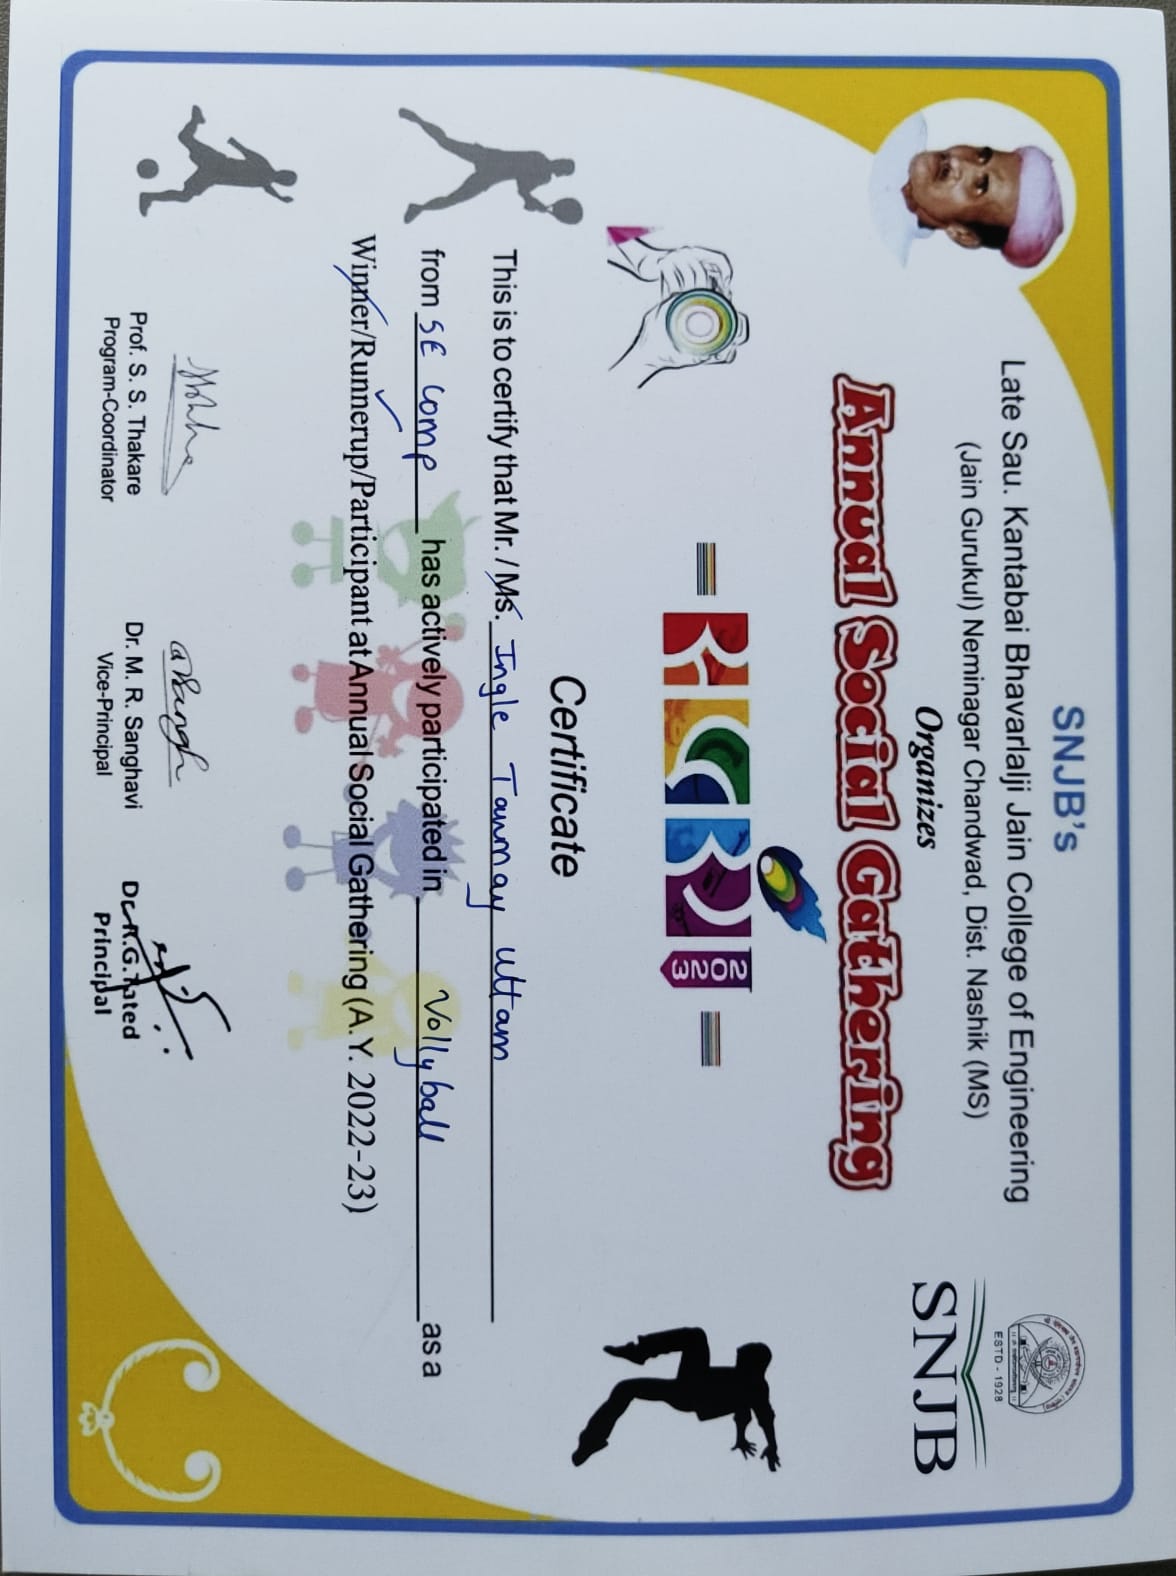 SNJB's
Late Sau. Kantabai Bhavarlalji Jain College of Engineering
(Jain Gurukul) Neminagar Chandwad, Dist. Nashik (MS)
Organizes
Annual Social Gathering
2023
ESTD - 1928
SNJB
Certificate
This is to certify that Mr. / Ms. Ingle Tanmay Uttam
from SE Comp has actively participated in Vollyball as a
Winner/Runnerup/Participant at Annual Social Gathering (A.Y. 2022-23)
Prof. S. S. Thakare
Program-Coordinator
Dr. M. R. Sanghavi
Vice-Principal
Dr. R.G.Tated
Principal